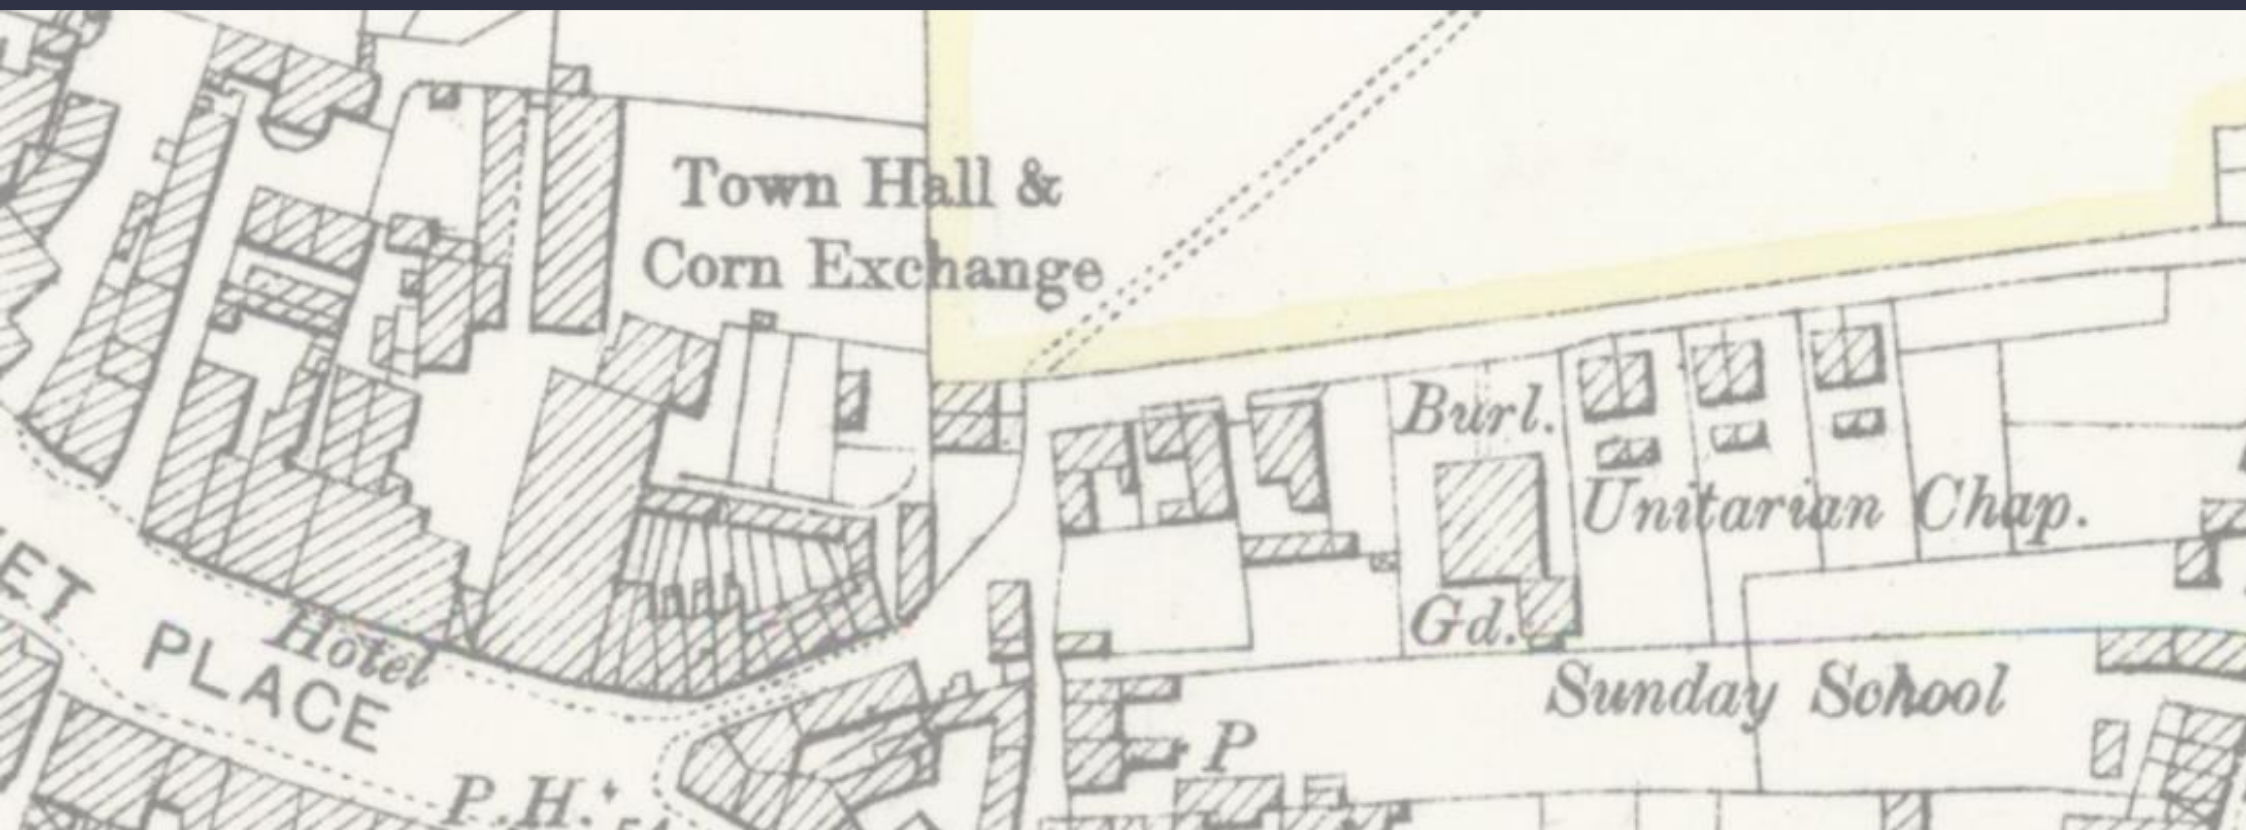 Town Hall &
Corn Exchange
Burl.
Unitarian Chap.
Gd.
Hotel
PLACE
Sunday School
P
P.H.